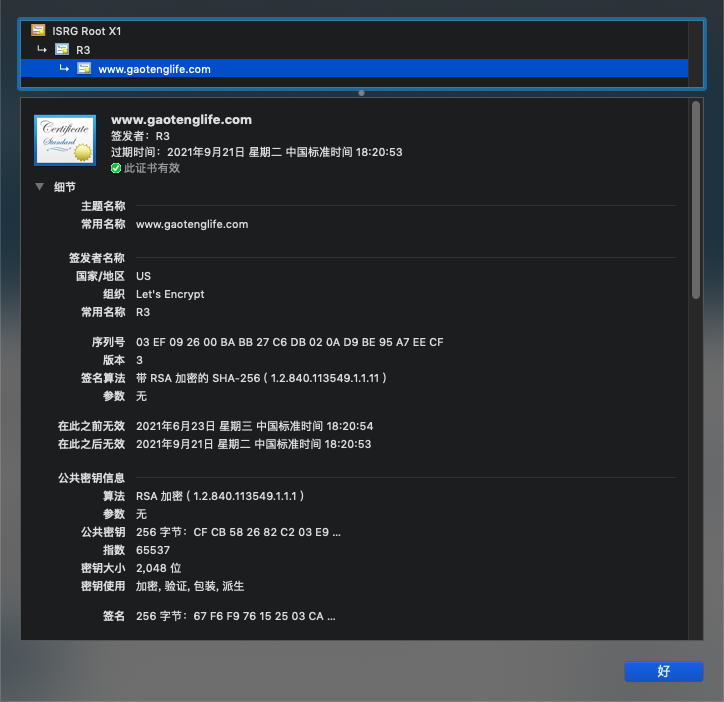 ISRG Root X1
R3
www.gaotenglife.com
Certificate
Standard
www.gaotenglife.com
签发者：R3
过期时间：2021年9月21日 星期二 中国标准时间 18:20:53
此证书有效
细节
主题名称
常用名称 www.gaotenglife.com
签发者名称
国家/地区 US
组织 Let's Encrypt
常用名称 R3
序列号 03 EF 09 26 00 BA BB 27 C6 DB 02 0A D9 BE 95 A7 EE CF
版本 3
签名算法 带 RSA 加密的 SHA-256 ( 1.2.840.113549.1.1.11 )
参数 无
在此之前无效 2021年6月23日 星期三 中国标准时间 18:20:54
在此之后无效 2021年9月21日 星期二 中国标准时间 18:20:53
公共密钥信息
算法 RSA 加密 ( 1.2.840.113549.1.1.1 )
参数 无
公共密钥 256 字节：CF CB 58 26 82 C2 03 E9 ...
指数 65537
密钥大小 2,048 位
密钥使用 加密, 验证, 包装, 派生
签名 256 字节：67 F6 F9 76 15 25 03 CA ...
好